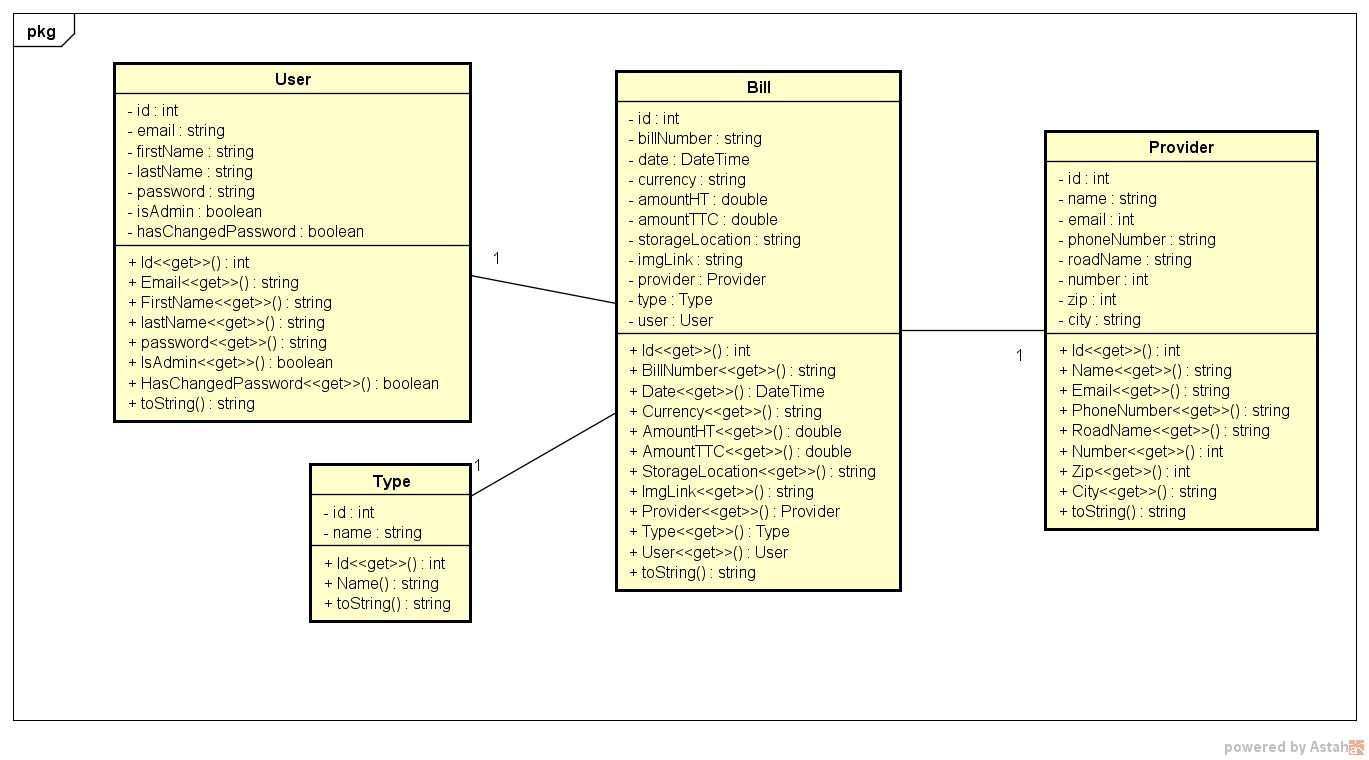 pkg
User
- id : int
- email : string
- firstName : string
- lastName : string
- password : string
- isAdmin : boolean
- hasChangedPassword : boolean
+ Id<<get>>() : int
+ Email<<get>>() : string
+ FirstName<<get>>() : string
+ lastName<<get>>() : string
+ password<<get>>() : string
+ IsAdmin<<get>>() : boolean
+ HasChangedPassword<<get>>() : boolean
+ toString() : string
1
Type
- id : int
- name : string
+ Id<<get>>() : int
+ Name() : string
+ toString() : string
1
Bill
- id : int
- billNumber : string
- date : DateTime
- currency : string
- amountHT : double
- amountTTC : double
- storageLocation : string
- imgLink : string
- provider : Provider
- type : Type
- user : User
+ Id<<get>>() : int
+ BillNumber<<get>>() : string
+ Date<<get>>() : DateTime
+ Currency<<get>>() : string
+ AmountHT<<get>>() : double
+ AmountTTC<<get>>() : double
+ StorageLocation<<get>>() : string
+ ImgLink<<get>>() : string
+ Provider<<get>>() : Provider
+ Type<<get>>() : Type
+ User<<get>>() : User
+ toString() : string
1
Provider
- id : int
- name : string
- email : int
- phoneNumber : string
- roadName : string
- number : int
- zip : int
- city : string
+ Id<<get>>() : int
+ Name<<get>>() : string
+ Email<<get>>() : string
+ PhoneNumber<<get>>() : string
+ RoadName<<get>>() : string
+ Number<<get>>() : int
+ Zip<<get>>() : int
+ City<<get>>() : string
+ toString() : string
powered by Astah